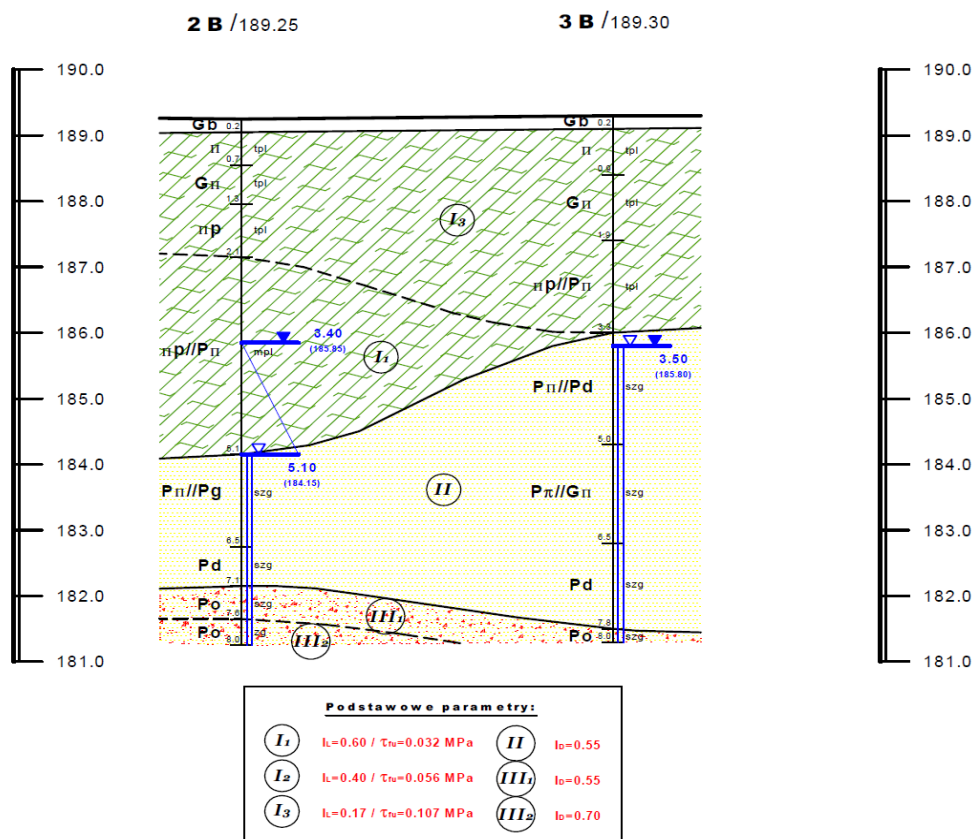 2 B /189.25
3 B /189.30
190.0
190.0
Gb 0.2
Gb 0.2
189.0
189.0
п tpl
п tpl
0.7
0.9
Gп tpl
Gп tpl
188.0
188.0
1.3
I3
пp tpl
1.9
2.1
187.0
187.0
пp//Pп tpl
186.0
3.3
186.0
3.40
(185.85)
пp//Pп mpl
I1
3.50
(185.80)
Pп//Pd szg
185.0
185.0
5.0
5.1
184.0
184.0
5.10
(184.15)
Pп//Pg szg
II
Pπ//Gп szg
183.0
183.0
6.5
6.5
Pd szg
Pd szg
7.1
182.0
182.0
Po szg
III1
7.6
7.8
Po zg
III2
Po szg
8.0
8.0
181.0
181.0
Podstawowe parametry:
I1 IL=0.60 / τfu=0.032 MPa
II ID=0.55
I2 IL=0.40 / τfu=0.056 MPa
III1 ID=0.55
I3 IL=0.17 / τfu=0.107 MPa
III2 ID=0.70